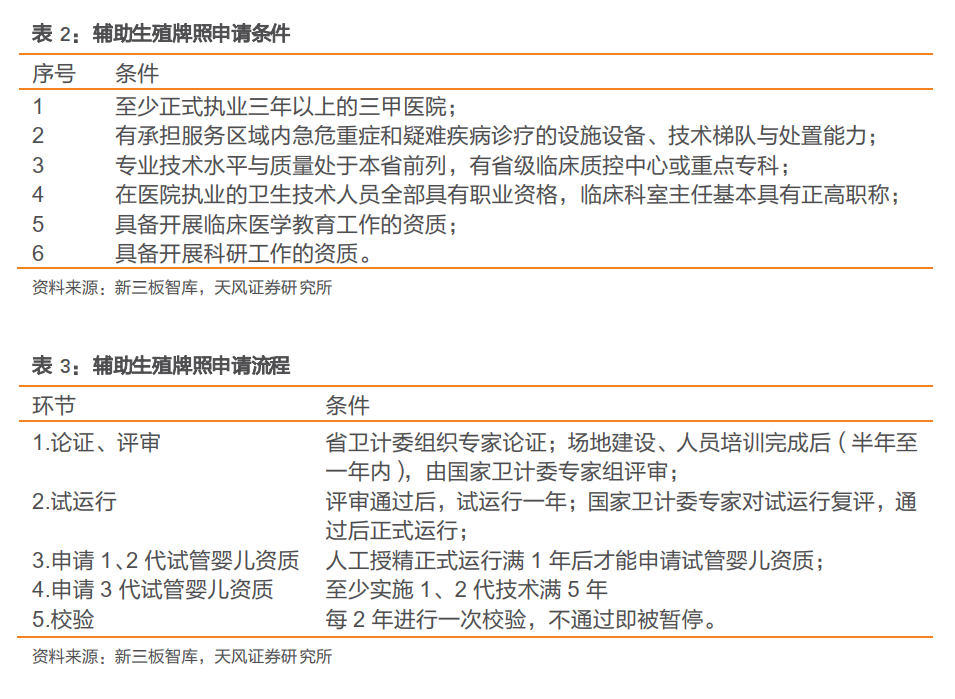 表 2：辅助生殖牌照申请条件
序号 条件
1 至少正式执业三年以上的三甲医院；
2 有承担服务区域内急危重症和疑难疾病诊疗的设施设备、技术梯队与处置能力；
3 专业技术水平与质量处于本省前列，有省级临床质控中心或重点专科；
4 在医院执业的卫生技术人员全部具有职业资格，临床科室主任基本具有正高职称；
5 具备开展临床医学教育工作的资质；
6 具备开展科研工作的资质。
资料来源：新三板智库，天风证券研究所
表 3：辅助生殖牌照申请流程
环节 条件
1.论证、评审 省卫计委组织专家论证；场地建设、人员培训完成后（半年至
一年内），由国家卫计委专家组评审；
2.试运行 评审通过后，试运行一年；国家卫计委专家对试运行复评，通
过后正式运行；
3.申请 1、2 代试管婴儿资质 人工授精正式运行满 1 年后才能申请试管婴儿资质；
4.申请 3 代试管婴儿资质 至少实施 1、2 代技术满 5 年
5.校验 每 2 年进行一次校验，不通过即被暂停。
资料来源：新三板智库，天风证券研究所